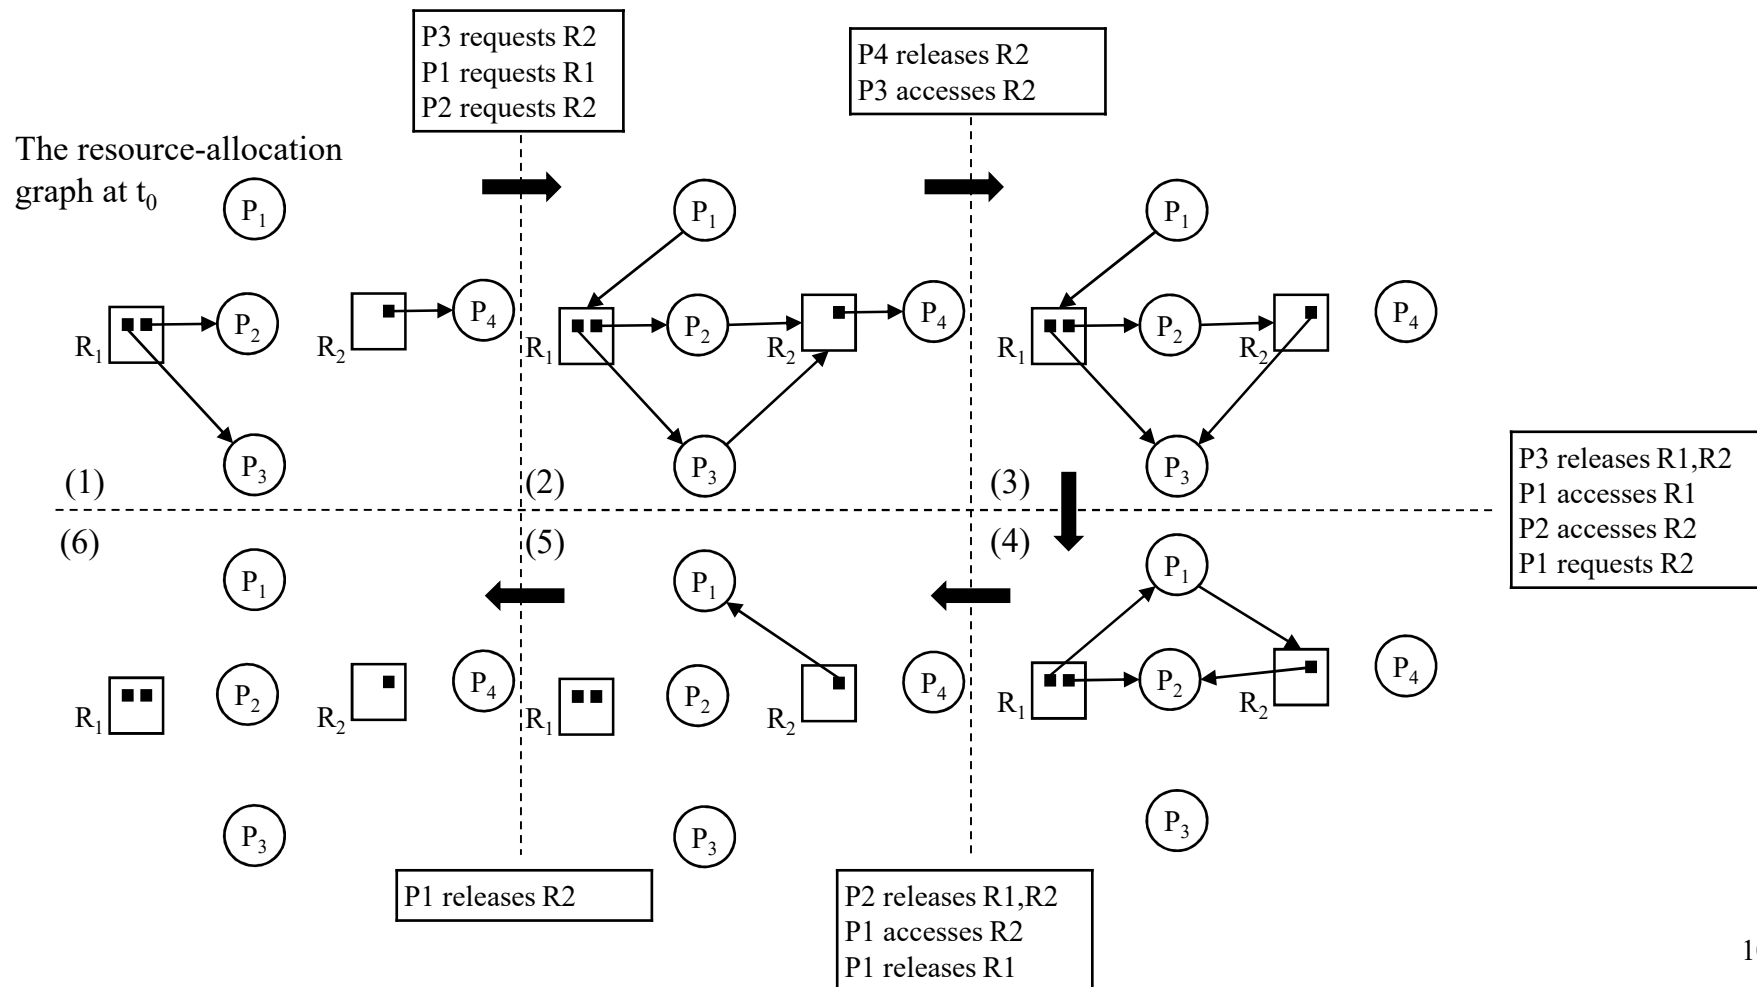 P3 requests R2
P1 requests R1
P2 requests R2
P4 releases R2
P3 accesses R2
The resource-allocation
graph at t₀
P₁
R₁
P₂
R₂
P₄
P₃
(1)
P₁
R₁
P₂
R₂
P₄
P₃
(2)
P₁
R₁
P₂
R₂
P₄
P₃
(3)
P3 releases R1,R2
P1 accesses R1
P2 accesses R2
P1 requests R2
(4)
P₁
R₁
P₂
R₂
P₄
P₃
P2 releases R1,R2
P1 accesses R2
P1 releases R1
(5)
P₁
R₁
P₂
R₂
P₄
P₃
P1 releases R2
(6)
P₁
R₁
P₂
R₂
P₄
P₃